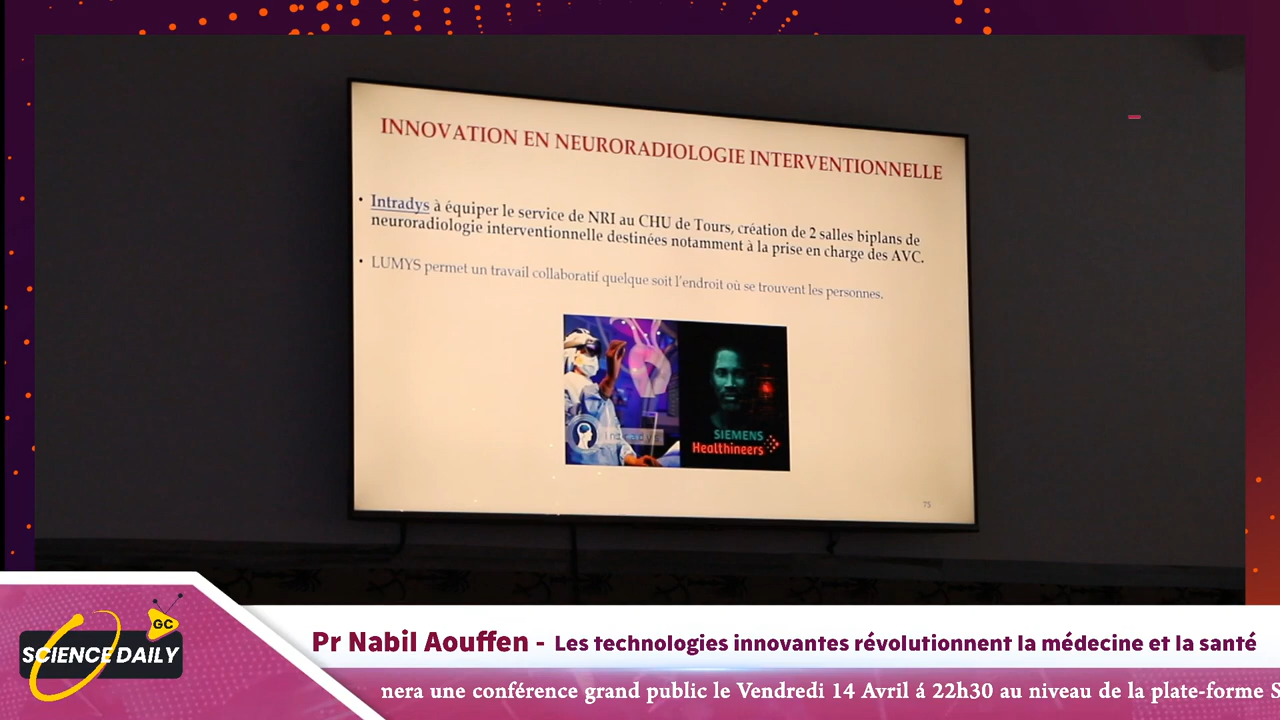 INNOVATION EN NEURORADIOLOGIE INTERVENTIONNELLE
• Intradys à équiper le service de NRI au CHU de Tours, création de 2 salles biplans de
neuroradiologie interventionnelle destinées notamment à la prise en charge des AVC.
• LUMYS permet un travail collaboratif quelque soit l'endroit où se trouvent les personnes.
SIEMENS
Healthineers
75
GC
SCIENCE DAILY
Pr Nabil Aouffen - Les technologies innovantes révolutionnent la médecine et la santé
nera une conférence grand public le Vendredi 14 Avril á 22h30 au niveau de la plate-forme S